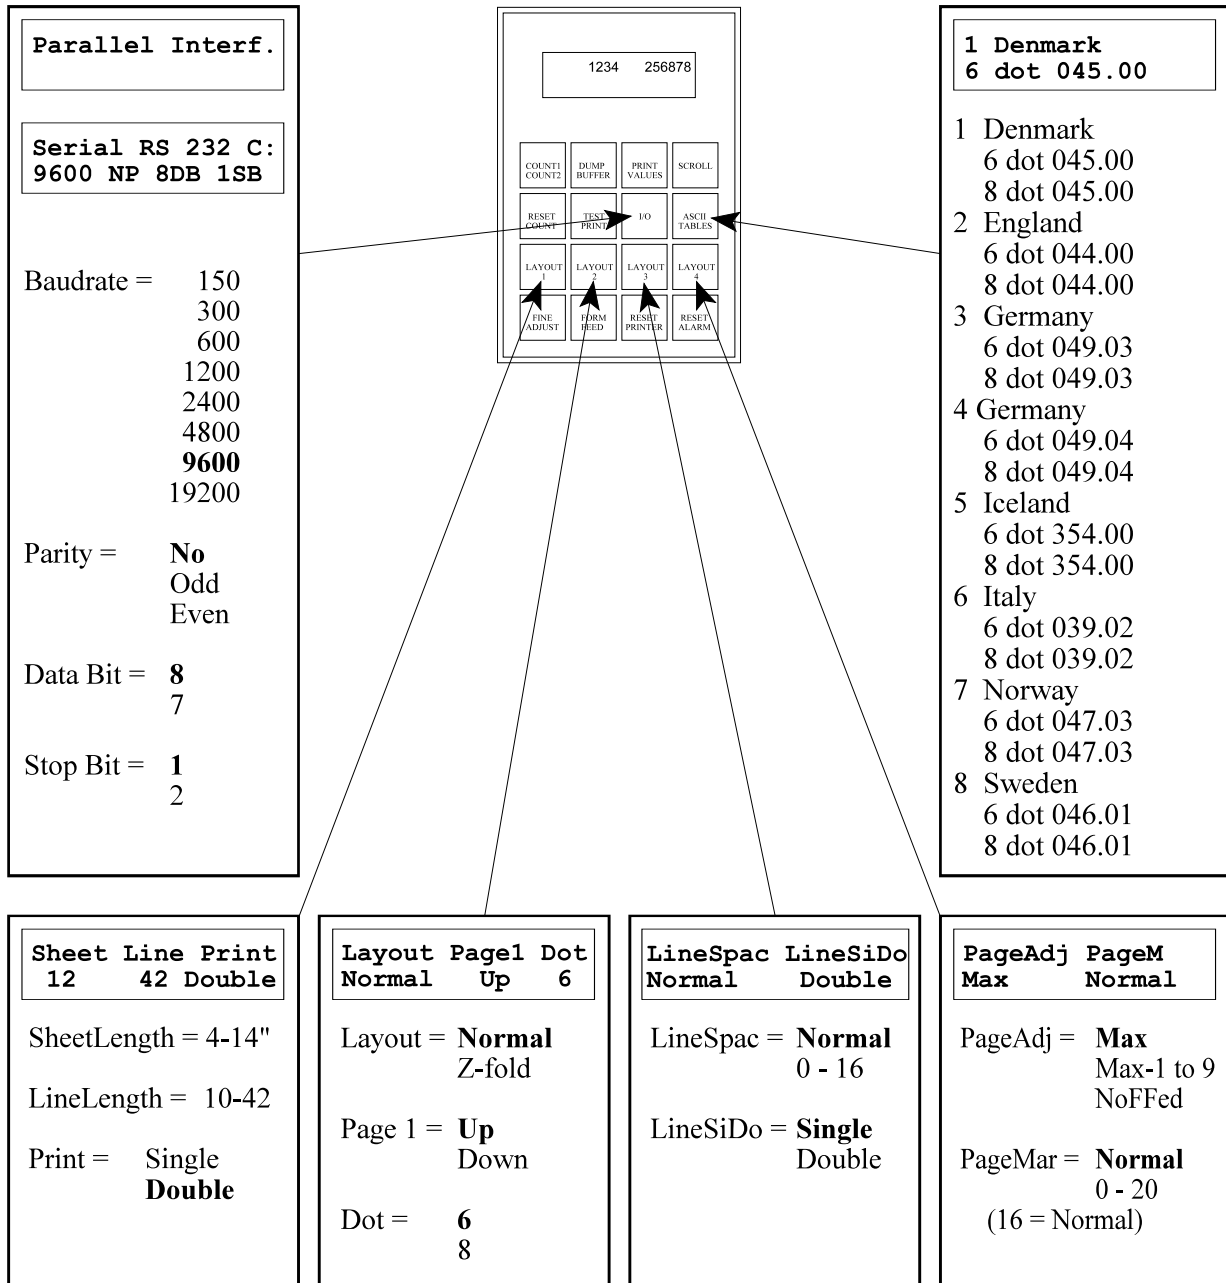 Parallel Interf.
Serial RS 232 C:
9600 NP 8DB 1SB
Baudrate = 150
300
600
1200
2400
4800
9600
19200
Parity = No
Odd
Even
Data Bit = 8
7
Stop Bit = 1
2
1234 256878
COUNT1
COUNT2
DUMP
BUFFER
PRINT
VALUES
SCROLL
RESET
COUNT
TEST
PRINT
I/O
ASCII
TABLES
LAYOUT
1
LAYOUT
2
LAYOUT
3
LAYOUT
4
FINE
ADJUST
FORM
FEED
RESET
PRINTER
RESET
ALARM
1 Denmark
6 dot 045.00
1 Denmark
6 dot 045.00
8 dot 045.00
2 England
6 dot 044.00
8 dot 044.00
3 Germany
6 dot 049.03
8 dot 049.03
4 Germany
6 dot 049.04
8 dot 049.04
5 Iceland
6 dot 354.00
8 dot 354.00
6 Italy
6 dot 039.02
8 dot 039.02
7 Norway
6 dot 047.03
8 dot 047.03
8 Sweden
6 dot 046.01
8 dot 046.01
Sheet Line Print
12 42 Double
SheetLength = 4-14"
LineLength = 10-42
Print = Single
Double
Layout Page1 Dot
Normal Up 6
Layout = Normal
Z-fold
Page 1 = Up
Down
Dot = 6
8
LineSpac LineSiDo
Normal Double
LineSpac = Normal
0 - 16
LineSiDo = Single
Double
PageAdj PageM
Max Normal
PageAdj = Max
Max-1 to 9
NoFFed
PageMar = Normal
0 - 20
(16 = Normal)